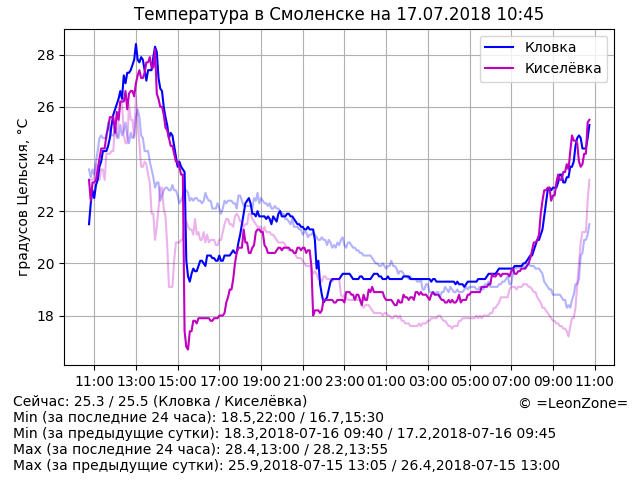 Температура в Смоленске на 17.07.2018 10:45
Кловка
Киселёвка
градусов Цельсия, °C
28
26
24
22
20
18
11:00 13:00 15:00 17:00 19:00 21:00 23:00 01:00 03:00 05:00 07:00 09:00 11:00
Сейчас: 25.3 / 25.5 (Кловка / Киселёвка)
© =LeonZone=
Min (за последние 24 часа): 18.5,22:00 / 16.7,15:30
Min (за предыдущие сутки): 18.3,2018-07-16 09:40 / 17.2,2018-07-16 09:45
Max (за последние 24 часа): 28.4,13:00 / 28.2,13:55
Max (за предыдущие сутки): 25.9,2018-07-15 13:05 / 26.4,2018-07-15 13:00